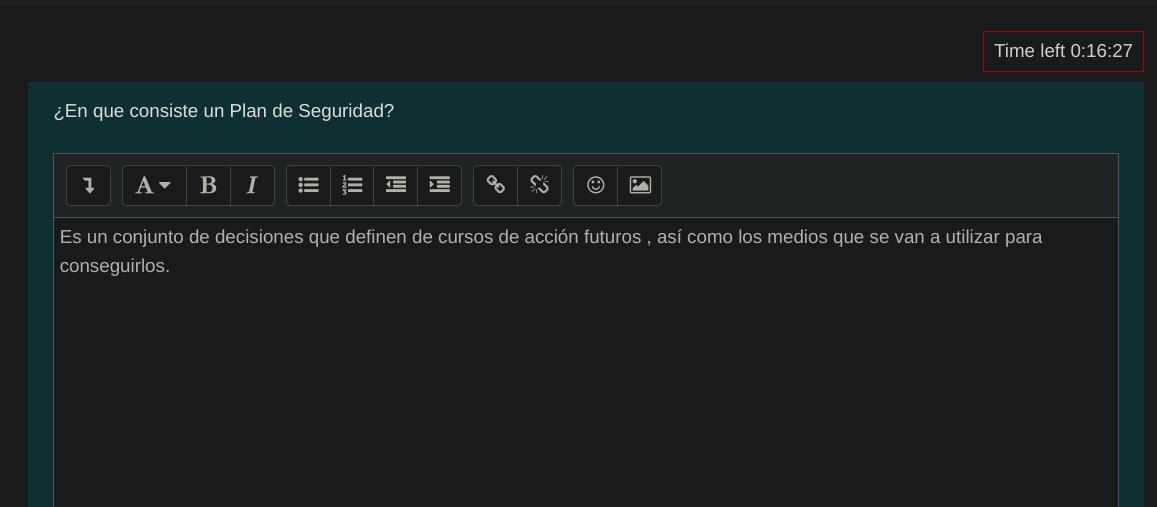 Time left 0:16:27
¿En que consiste un Plan de Seguridad?
A B I
Es un conjunto de decisiones que definen de cursos de acción futuros , así como los medios que se van a utilizar para
conseguirlos.